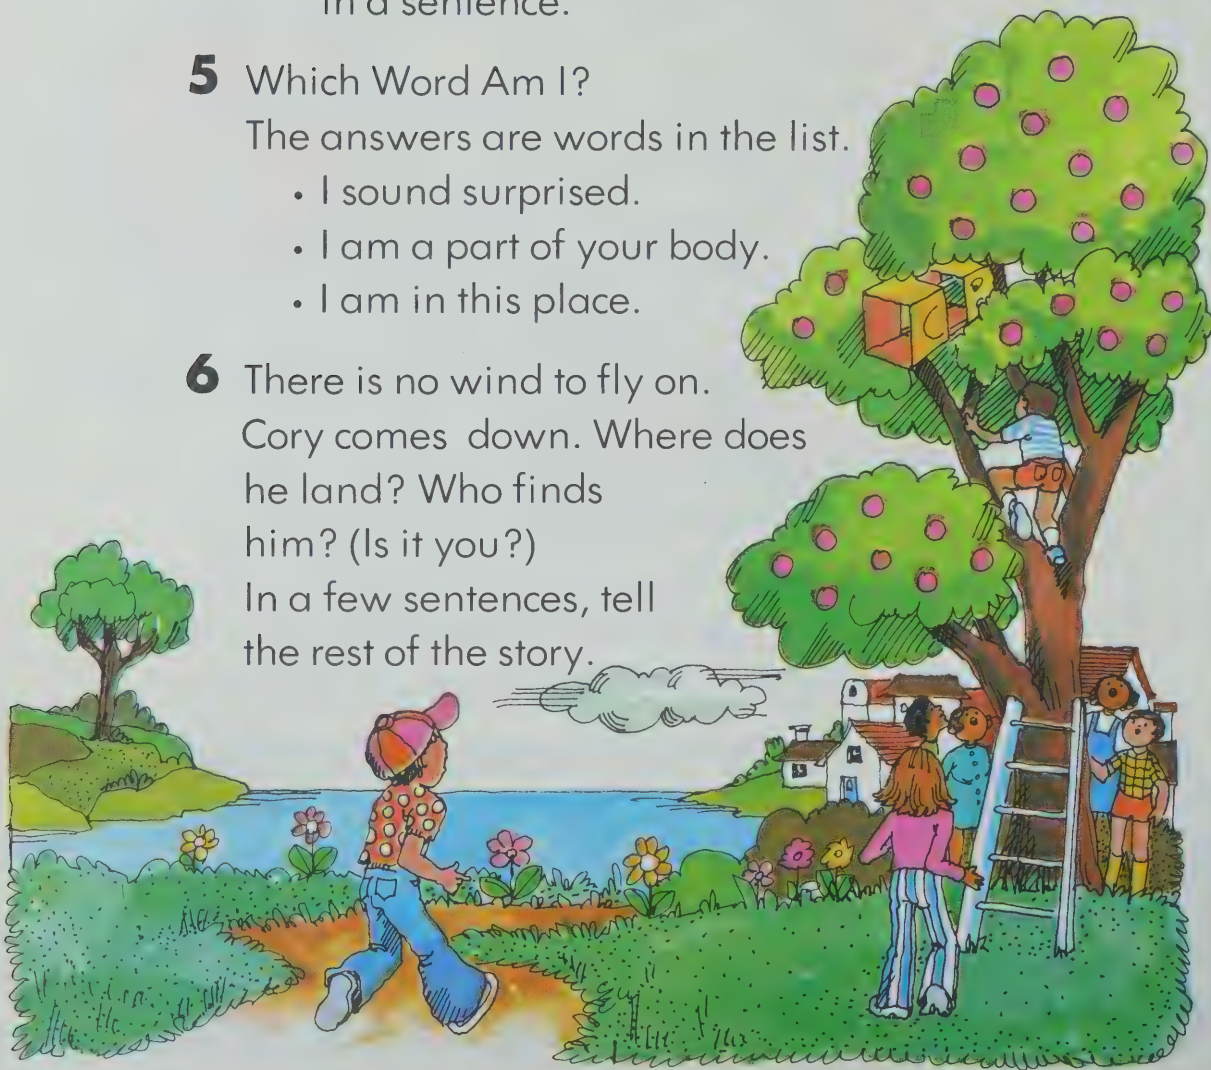 in a sentence.
5 Which Word Am I?
The answers are words in the list.
• I sound surprised.
• I am a part of your body.
• I am in this place.
6 There is no wind to fly on.
Cory comes down. Where does
he land? Who finds
him? (Is it you?)
In a few sentences, tell
the rest of the story.